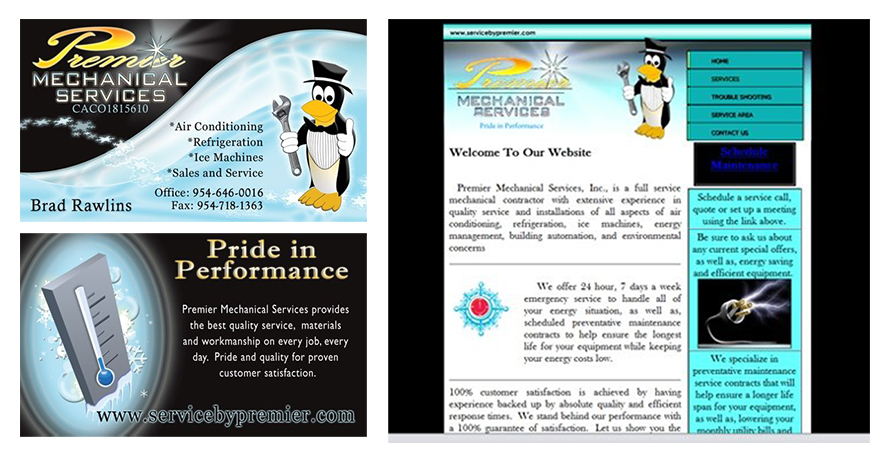 Premier
MECHANICAL
SERVICES
CACO1815610
*Air Conditioning
*Refrigeration
*Ice Machines
*Sales and Service
Office: 954-646-0016
Fax: 954-718-1363
Brad Rawlins
Pride in
Performance
Premier Mechanical Services provides
the best quality service, materials
and workmanship on every job, every
day. Pride and quality for proven
customer satisfaction.
www.servicebypremier.com
www.servicebypremier.com
Premier
MECHANICAL
SERVICES
Pride in Performance
HOME
SERVICES
TROUBLE SHOOTING
SERVICE AREA
CONTACT US
Schedule
Maintenance
Welcome To Our Website
Premier Mechanical Services, Inc., is a full service
mechanical contractor with extensive experience in
quality service and installations of all aspects of air
conditioning, refrigeration, ice machines, energy
management, building automation, and environmental
concerns
We offer 24 hour, 7 days a week
emergency service to handle all of
your energy situation, as well as,
scheduled preventative maintenance
contracts to help ensure the longest
life for your equipment while keeping
your energy costs low.
100% customer satisfaction is achieved by having
experience backed up by absolute quality and efficient
response times. We stand behind our performance with
a 100% guarantee of satisfaction. Let us show you the
Schedule a service call,
quote or set up a meeting
using the link above.
Be sure to ask us about
any current special offers,
as well as, energy saving
and efficient equipment.
We specialize in
preventative maintenance
service contracts that will
help ensure a longer life
span for your equipment,
as well as, lowering your
monthly utility bills and